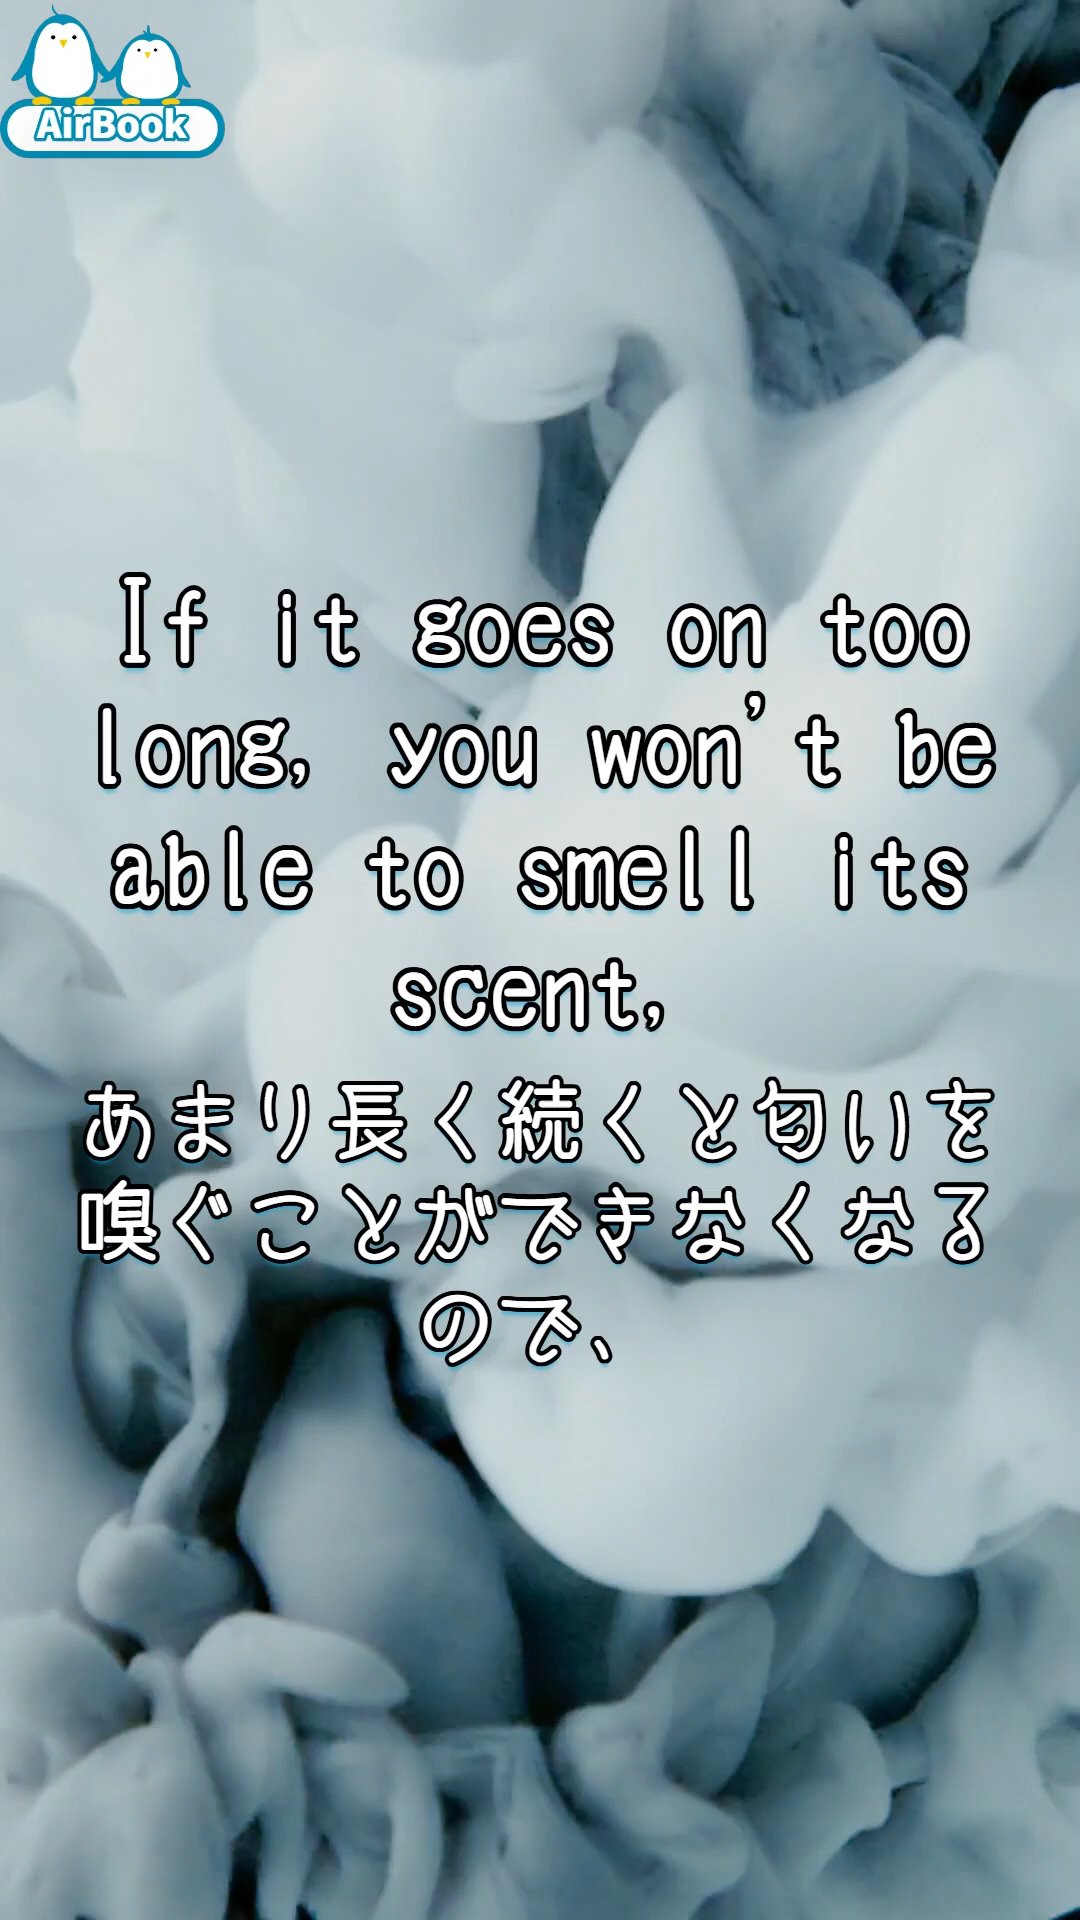 AirBook
If it goes on too
long, you won't be
able to smell its
scent,
あまり長く続くと匂いを
嗅ぐことができなくなる
ので、